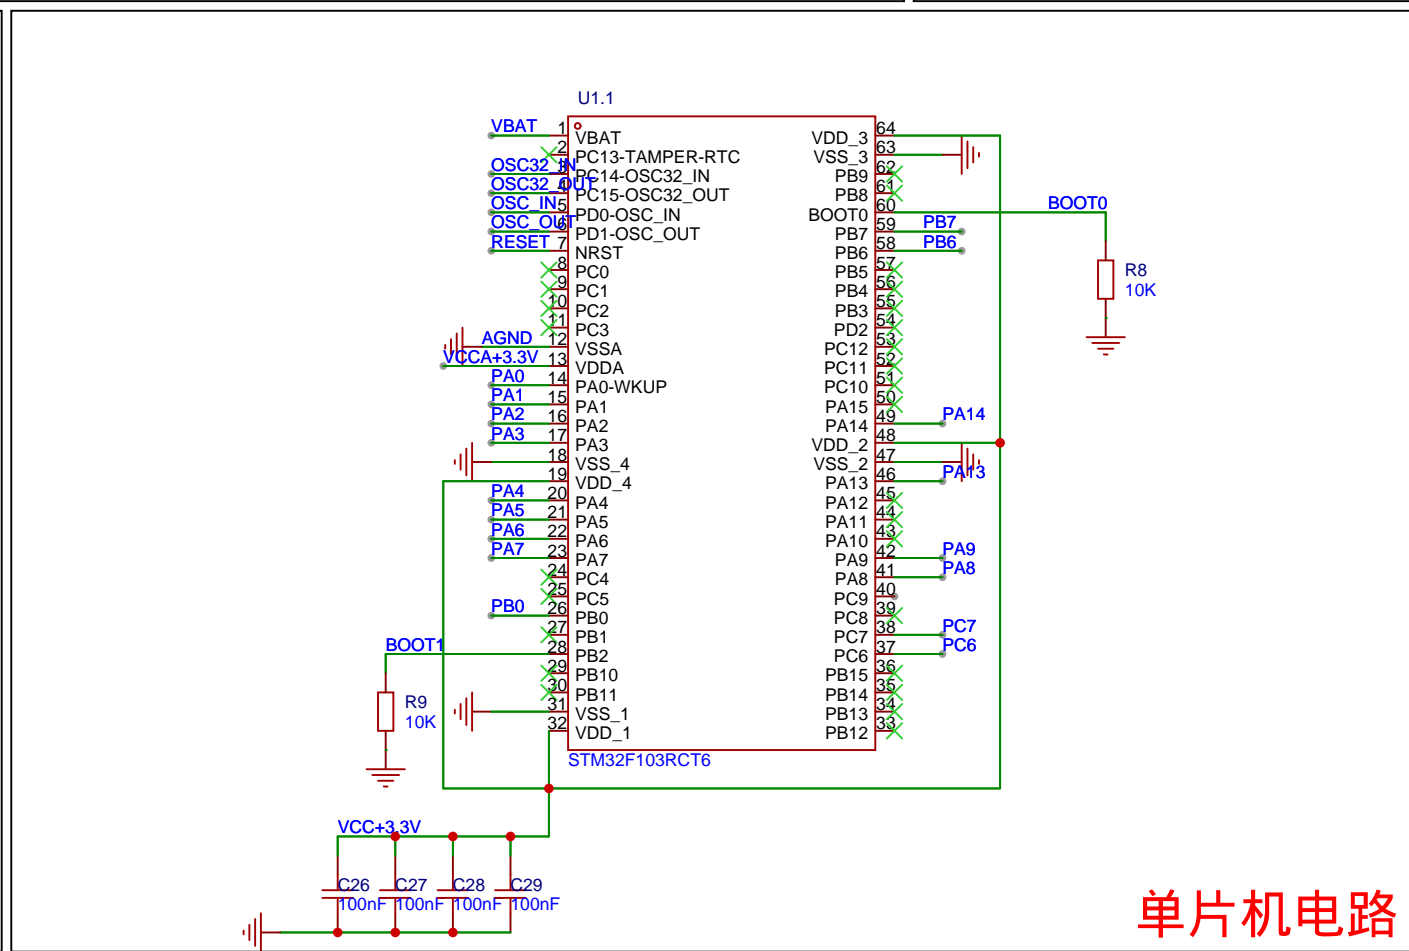 U1.1
VBAT 1 VBAT
2 PC13-TAMPER-RTC
OSC32_IN 3 PC14-OSC32_IN
OSC32_OUT 4 PC15-OSC32_OUT
OSC_IN 5 PD0-OSC_IN
OSC_OUT 6 PD1-OSC_OUT
RESET 7 NRST
8 PC0
9 PC1
10 PC2
11 PC3
AGND 12 VSSA
VCCA+3.3V 13 VDDA
PA0 14 PA0-WKUP
PA1 15 PA1
PA2 16 PA2
PA3 17 PA3
18 VSS_4
19 VDD_4
PA4 20 PA4
PA5 21 PA5
PA6 22 PA6
PA7 23 PA7
24 PC4
25 PC5
PB0 26 PB0
27 PB1
BOOT1 28 PB2
29 PB10
30 PB11
31 VSS_1
32 VDD_1
VDD_3 64
VSS_3 63
PB9 62
PB8 61
BOOT0 60 BOOT0
PB7 59 PB7
PB6 58 PB6
PB5 57
PB4 56
PB3 55
PD2 54
PC12 53
PC11 52
PC10 51
PA15 50
PA14 49 PA14
VDD_2 48
VSS_2 47
PA13 46 PA13
PA12 45
PA11 44
PA10 43
PA9 42 PA9
PA8 41 PA8
PC9 40
PC8 39
PC7 38 PC7
PC6 37 PC6
PB15 36
PB14 35
PB13 34
PB12 33
STM32F103RCT6
R8
10K
R9
10K
VCC+3.3V
C26 C27 C28 C29
100nF 100nF 100nF 100nF
单片机电路